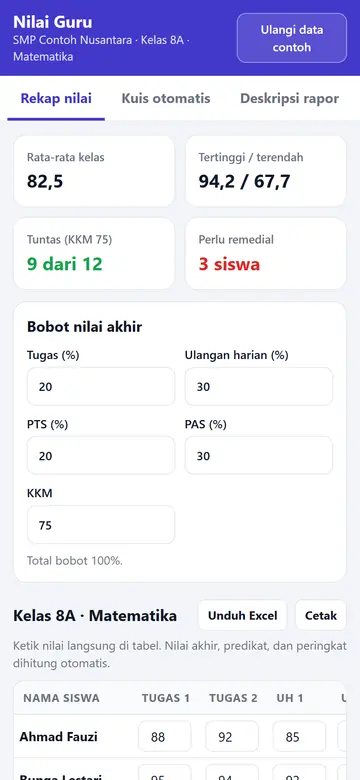 Nilai Guru
SMP Contoh Nusantara · Kelas 8A ·
Matematika
Ulangi data
contoh
Rekap nilai
Kuis otomatis
Deskripsi rapor
Rata-rata kelas
82,5
Tertinggi / terendah
94,2 / 67,7
Tuntas (KKM 75)
9 dari 12
Perlu remedial
3 siswa
Bobot nilai akhir
Tugas (%)
Ulangan harian (%)
20
30
PTS (%)
PAS (%)
20
30
KKM
75
Total bobot 100%.
Kelas 8A · Matematika
Unduh Excel
Cetak
Ketik nilai langsung di tabel. Nilai akhir, predikat, dan peringkat
dihitung otomatis.
NAMA SISWA TUGAS 1 TUGAS 2 UH 1
Ahmad Fauzi 88 92 85